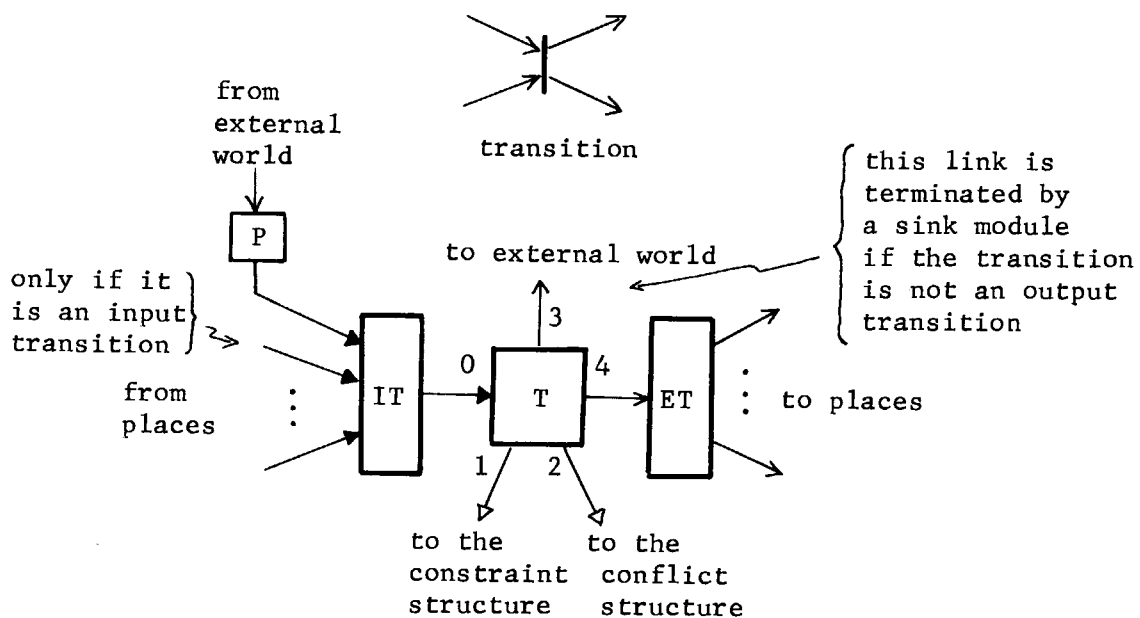 from
external
world
transition
this link is
terminated by
a sink module
if the transition
is not an output
transition
P
to external world
only if it
is an input
transition
3
0
4
IT
T
ET
from
places
to places
1
2
to the
constraint
structure
to the
conflict
structure